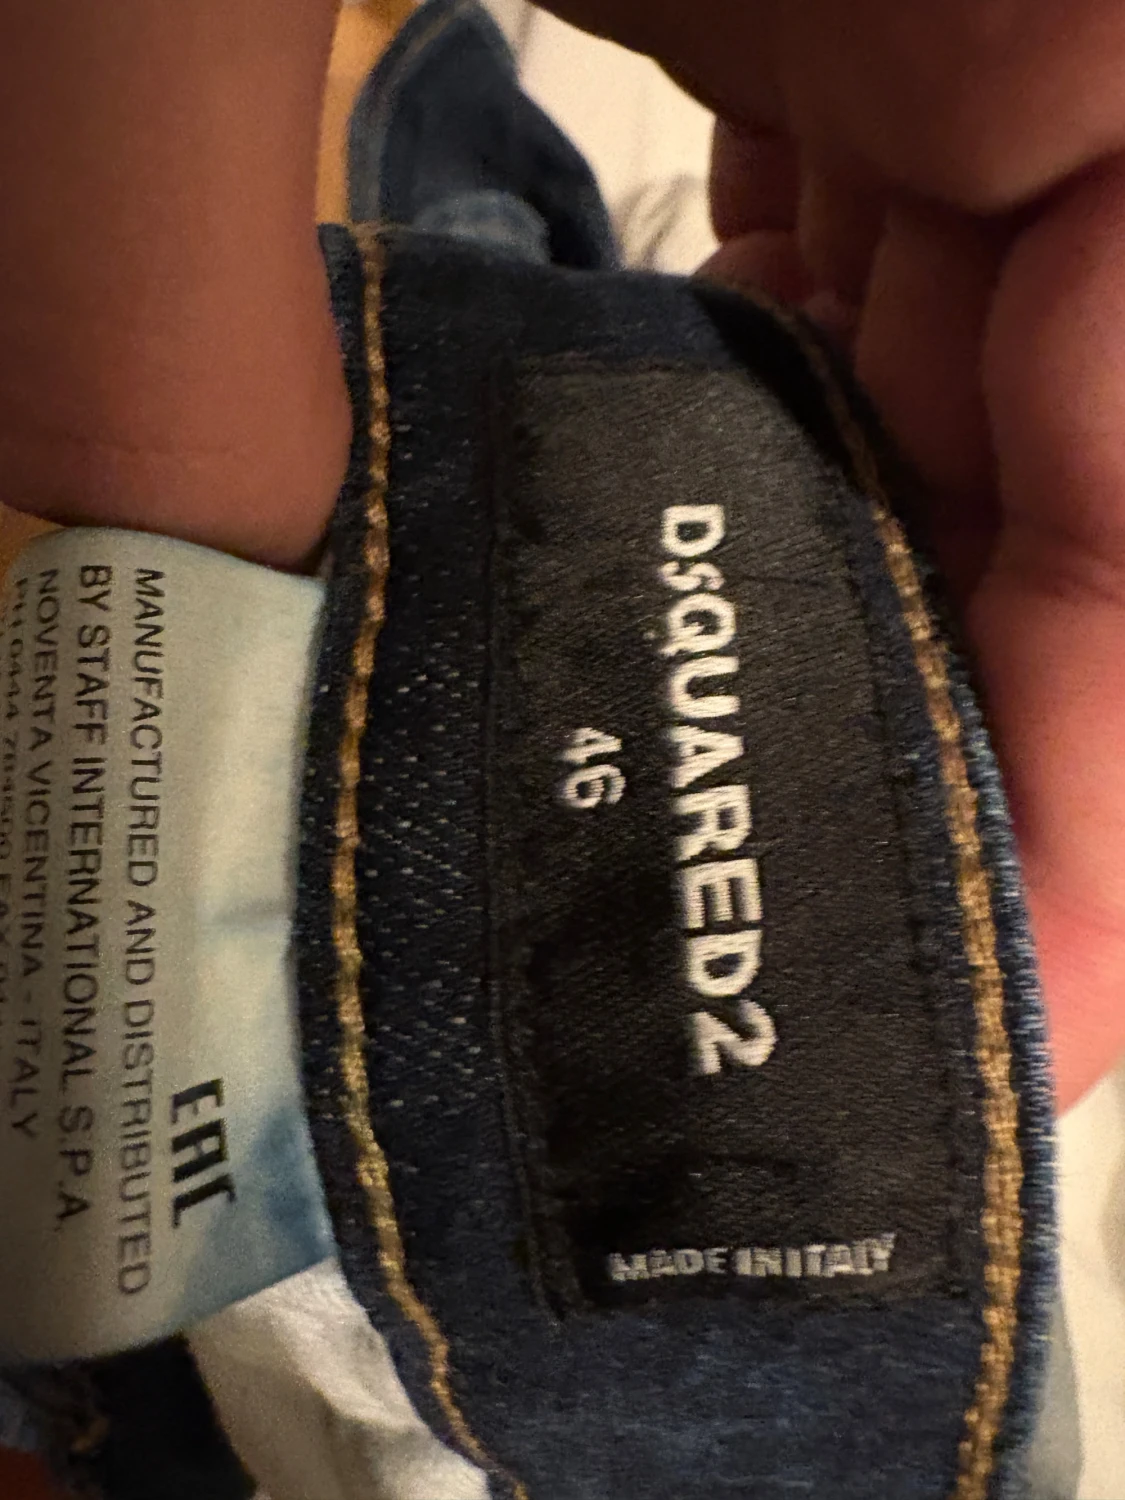 DSQUARED2
46
MADE IN ITALY
EAC
MANUFACTURED AND DISTRIBUTED
BY STAFF INTERNATIONAL S.P.A,
NOVENTA VICENTINA - ITALY